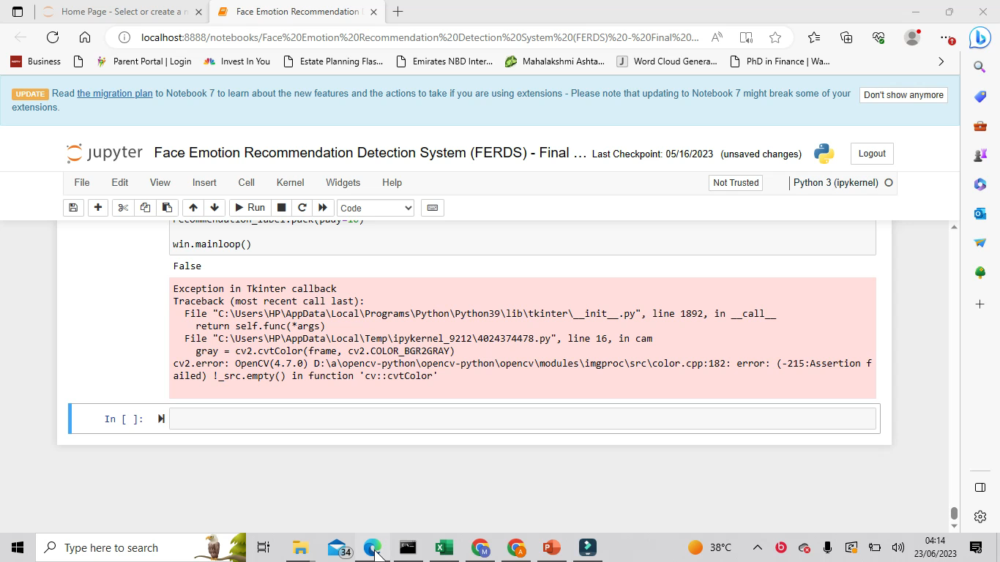 Home Page - Select or create a n
Face Emotion Recommendation
localhost:8888/notebooks/Face%20Emotion%20Recommendation%20Detection%20System%20(FERDS)%20-%20Final%20...
Business
Parent Portal | Login
Invest In You
Estate Planning Flas...
Emirates NBD Inter...
Mahalakshmi Ashta...
Word Cloud Genera...
PhD in Finance | Wa...
UPDATE Read the migration plan to Notebook 7 to learn about the new features and the actions to take if you are using extensions - Please note that updating to Notebook 7 might break some of your
extensions.
Don't show anymore
jupyter Face Emotion Recommendation Detection System (FERDS) - Final ... Last Checkpoint: 05/16/2023 (unsaved changes)
Logout
File Edit View Insert Cell Kernel Widgets Help
Not Trusted
Python 3 (ipykernel)
Run
Code
recommendation_label.pack(pady=10)
win.mainloop()
False
Exception in Tkinter callback
Traceback (most recent call last):
File "C:\Users\HP\AppData\Local\Programs\Python\Python39\lib\tkinter\__init__.py", line 1892, in __call__
return self.func(*args)
File "C:\Users\HP\AppData\Local\Temp\ipykernel_9212\4024374478.py", line 16, in cam
gray = cv2.cvtColor(frame, cv2.COLOR_BGR2GRAY)
cv2.error: OpenCV(4.7.0) D:\a\opencv-python\opencv-python\opencv\modules\imgproc\src\color.cpp:182: error: (-215:Assertion f
ailed) !_src.empty() in function 'cv::cvtColor'
In [ ]:
Type here to search
34
M
A
38°C
04:14
23/06/2023